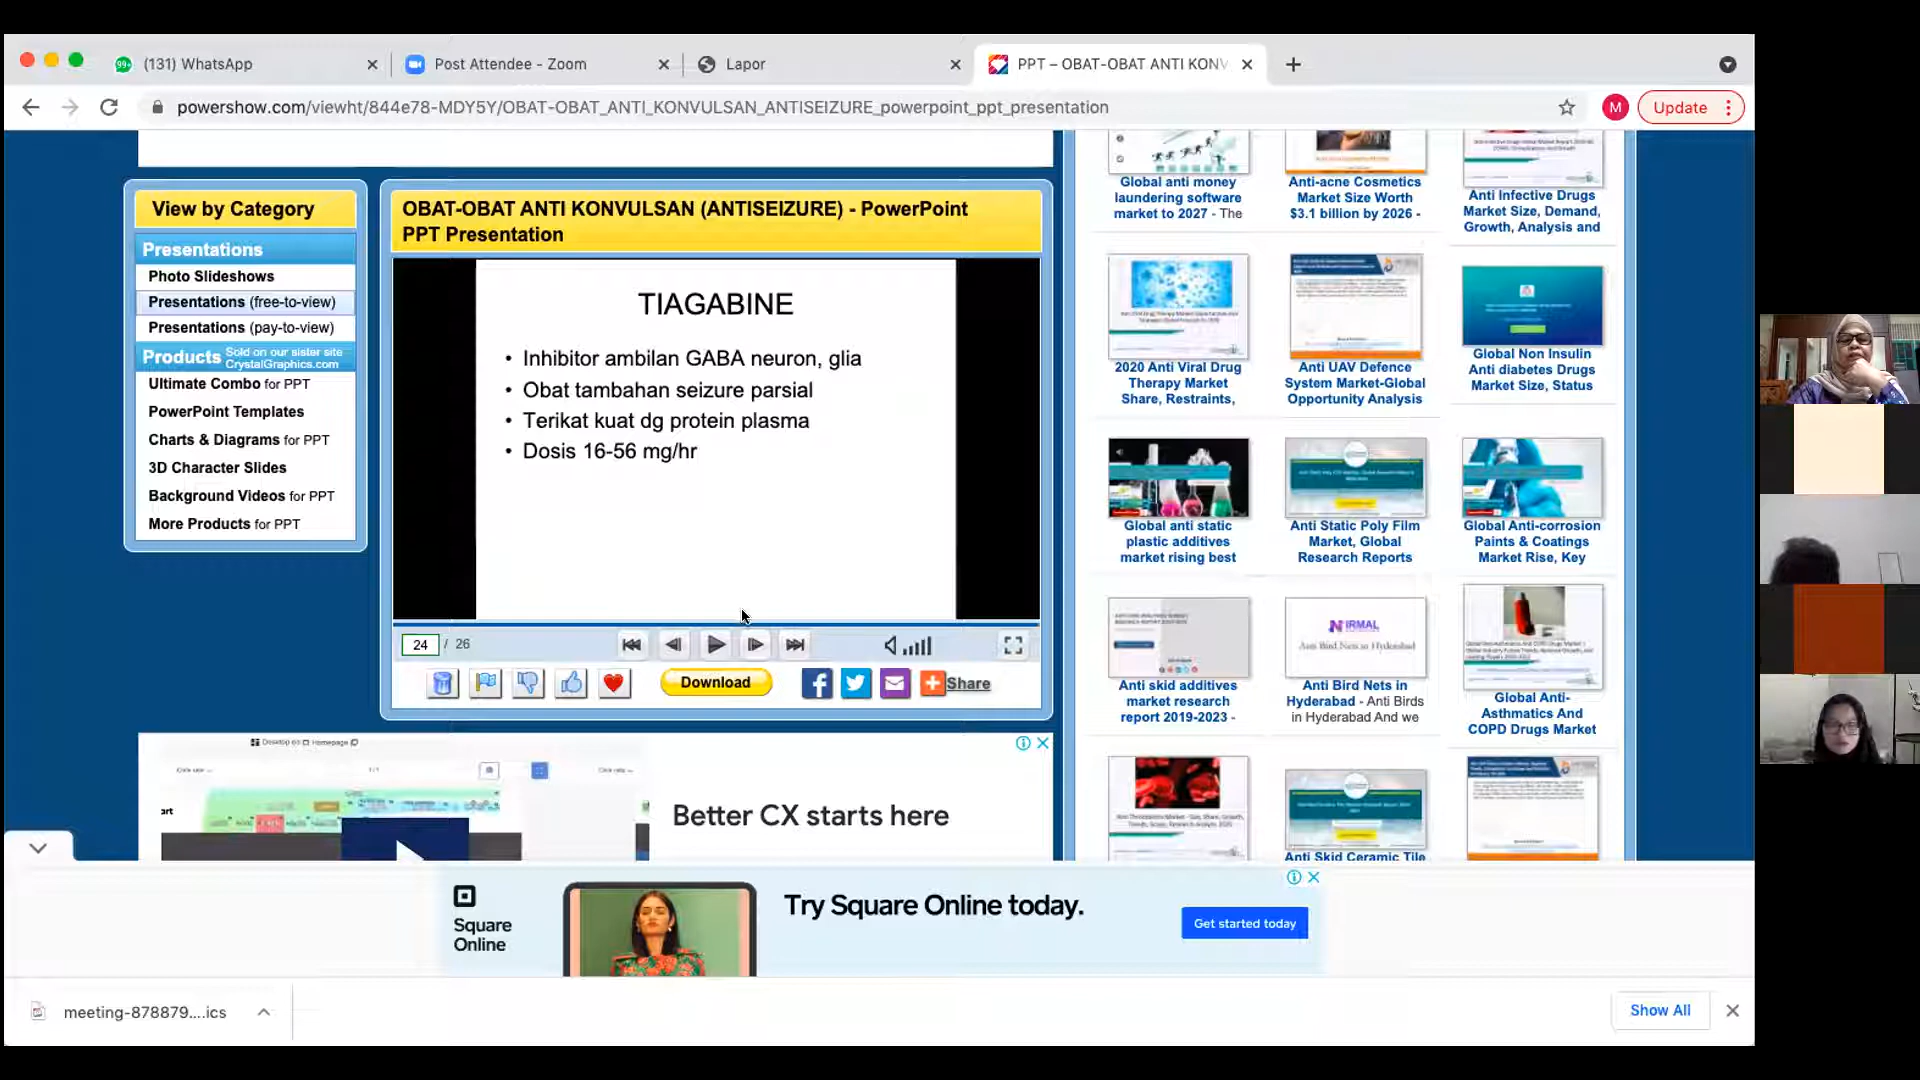 99+ (131) WhatsApp
Post Attendee - Zoom
Lapor
PPT – OBAT-OBAT ANTI KONV
powershow.com/viewht/844e78-MDY5Y/OBAT-OBAT_ANTI_KONVULSAN_ANTISEIZURE_powerpoint_ppt_presentation
M
Update
View by Category
Presentations
Photo Slideshows
Presentations (free-to-view)
Presentations (pay-to-view)
Products Sold on our sister site
CrystalGraphics.com
Ultimate Combo for PPT
PowerPoint Templates
Charts & Diagrams for PPT
3D Character Slides
Background Videos for PPT
More Products for PPT
OBAT-OBAT ANTI KONVULSAN (ANTISEIZURE) - PowerPoint
PPT Presentation
TIAGABINE
• Inhibitor ambilan GABA neuron, glia
• Obat tambahan seizure parsial
• Terikat kuat dg protein plasma
• Dosis 16-56 mg/hr
24 / 26
Download
Share
Global anti money
laundering software
market to 2027 - The
Anti-acne Cosmetics
Market Size Worth
$3.1 billion by 2026 -
Anti Infective Drugs
Market Size, Demand,
Growth, Analysis and
2020 Anti Viral Drug
Therapy Market
Share, Restraints,
Anti UAV Defence
System Market-Global
Opportunity Analysis
Global Non Insulin
Anti diabetes Drugs
Market Size, Status
Global anti static
plastic additives
market rising best
Anti Static Poly Film
Market, Global
Research Reports
Global Anti-corrosion
Paints & Coatings
Market Rise, Key
NIRMAL
Anti Bird Nets in Hyderabad
Anti skid additives
market research
report 2019-2023 -
Anti Bird Nets in
Hyderabad - Anti Birds
in Hyderabad And we
Global Anti-
Asthmatics And
COPD Drugs Market
Anti Skid Ceramic Tile
Desktop Homepage
art
Better CX starts here
Square
Online
Try Square Online today.
Get started today
meeting-878879....ics
Show All